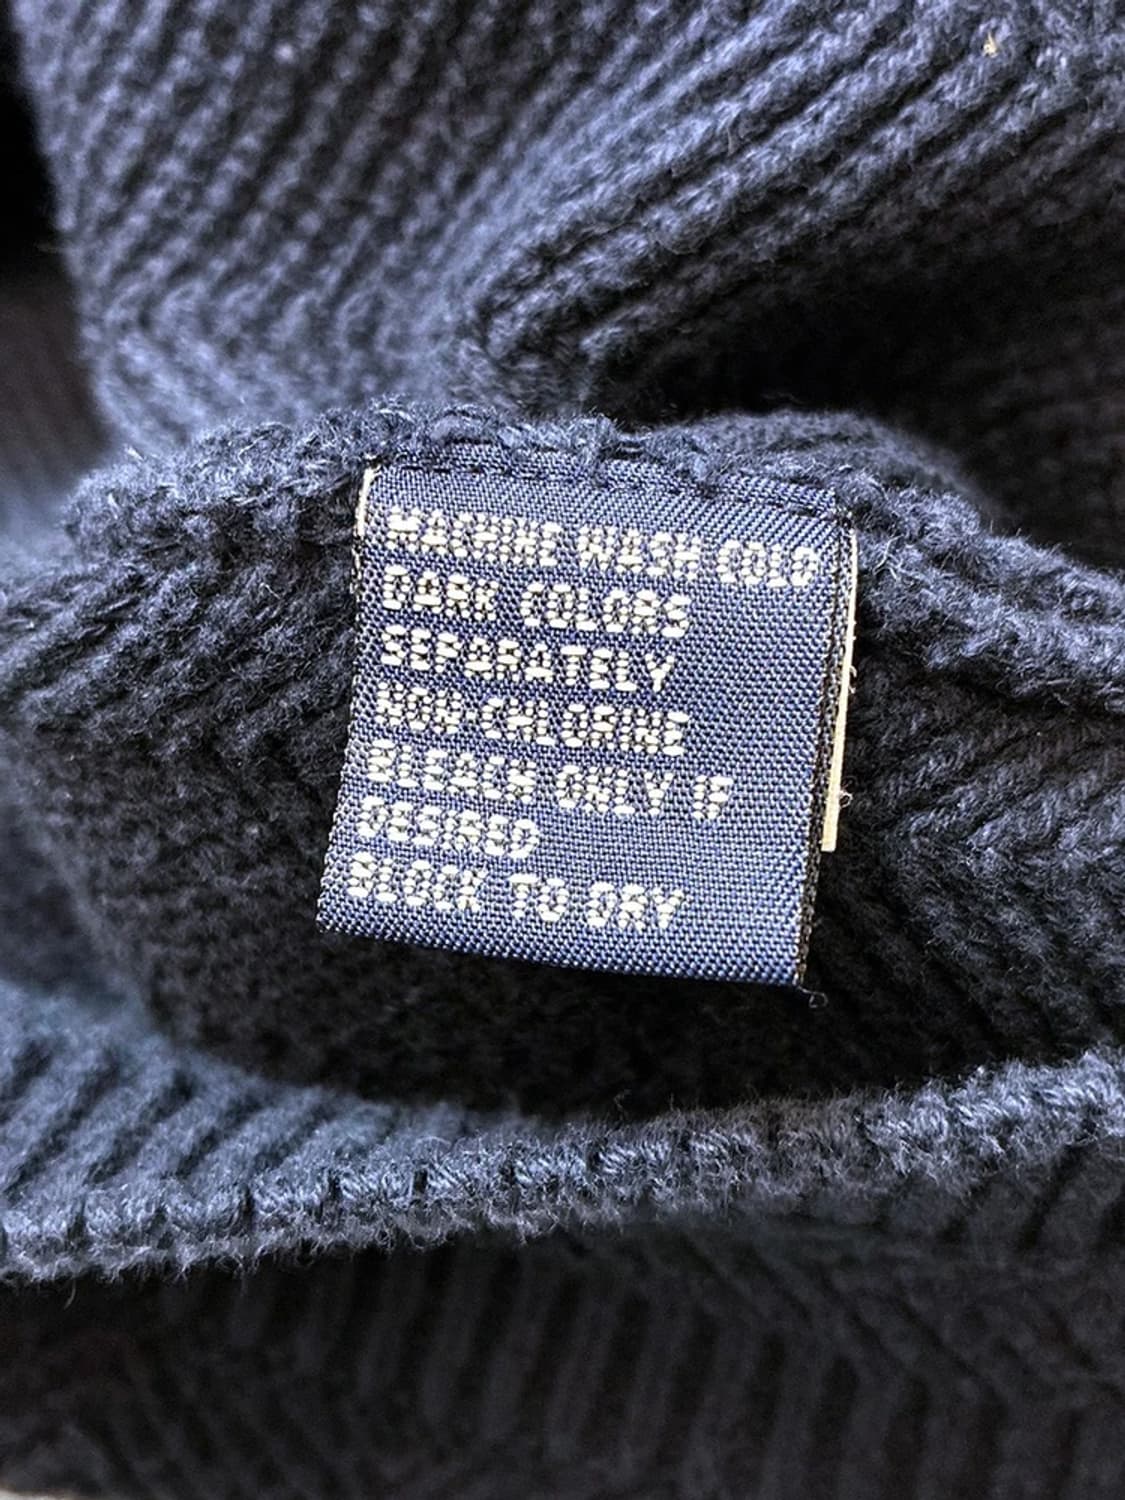 MACHINE WASH COLD
DARK COLORS
SEPARATELY
NON-CHLORINE
BLEACH ONLY IF
DESIRED
BLOCK TO DRY